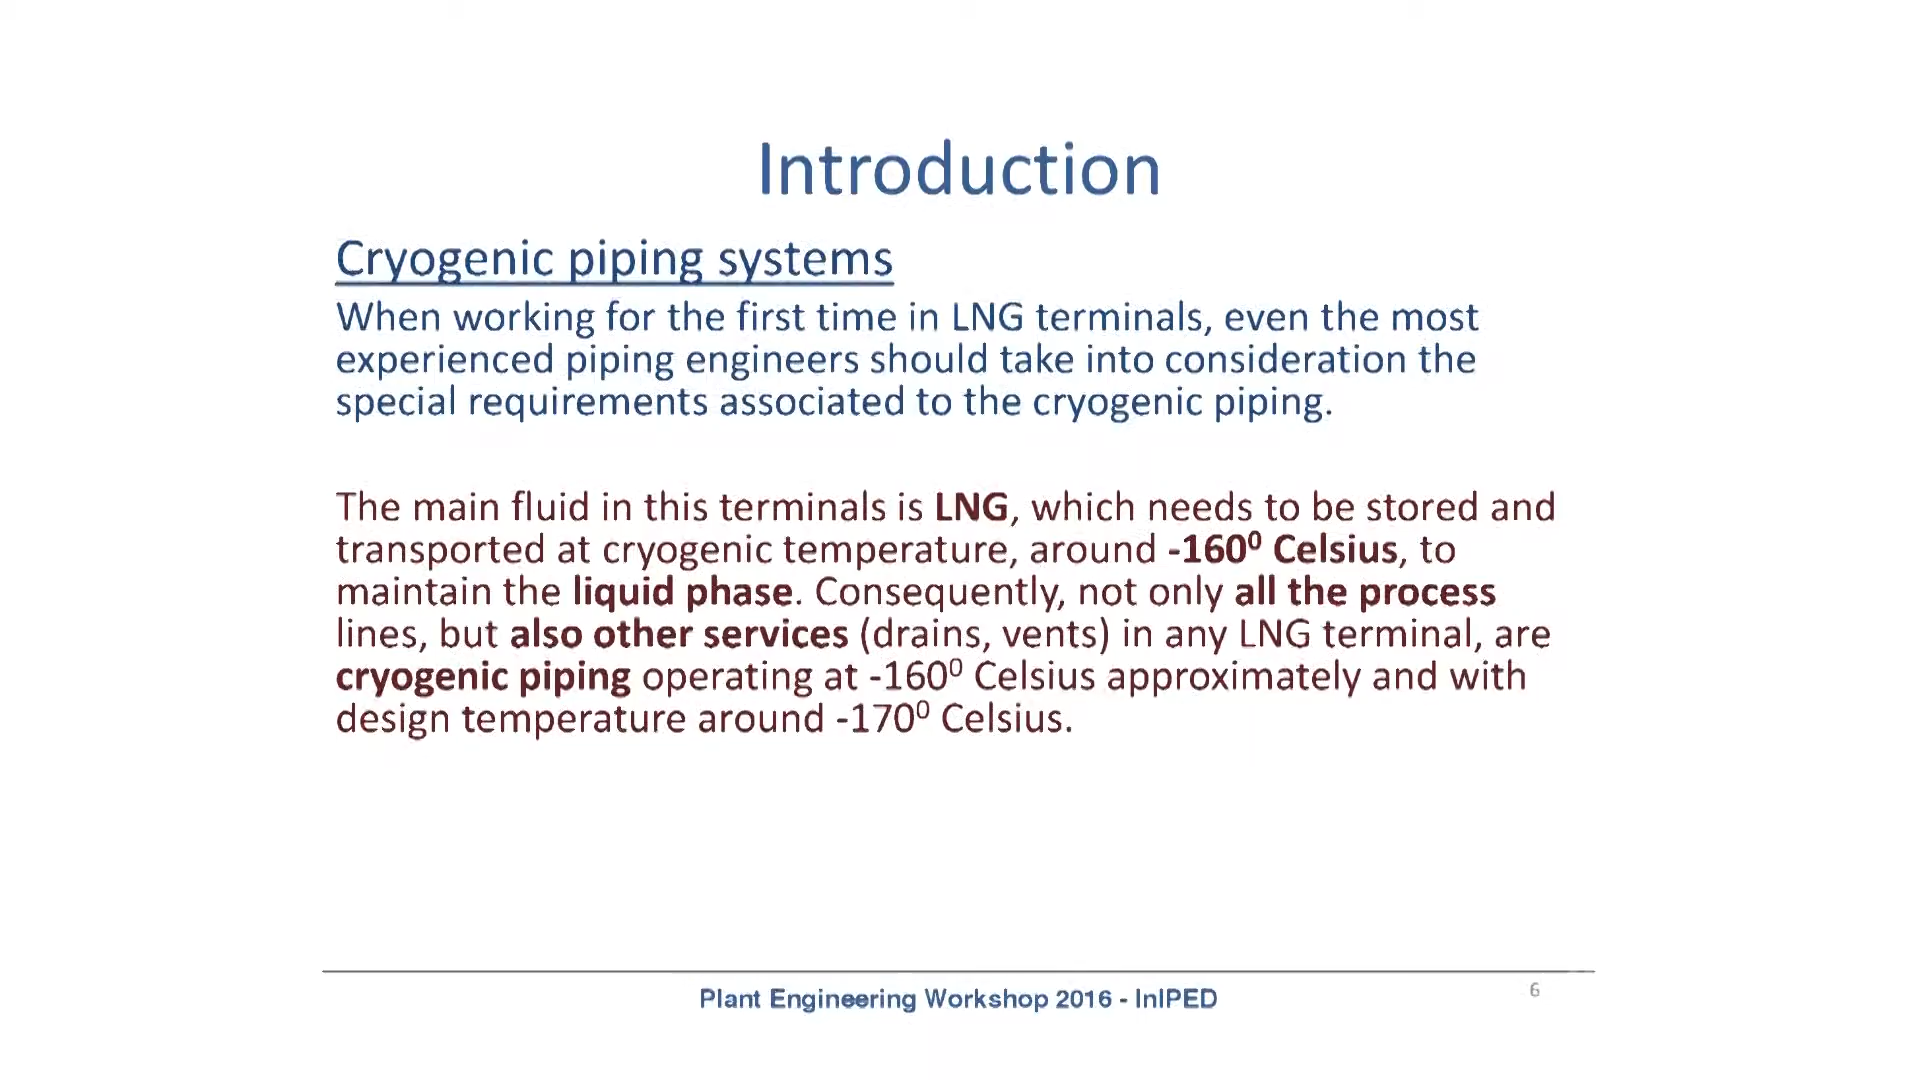 Introduction
Cryogenic piping systems
When working for the first time in LNG terminals, even the most
experienced piping engineers should take into consideration the
special requirements associated to the cryogenic piping.
The main fluid in this terminals is LNG, which needs to be stored and
transported at cryogenic temperature, around -160⁰ Celsius, to
maintain the liquid phase. Consequently, not only all the process
lines, but also other services (drains, vents) in any LNG terminal, are
cryogenic piping operating at -160⁰ Celsius approximately and with
design temperature around -170⁰ Celsius.
Plant Engineering Workshop 2016 - InIPED
6